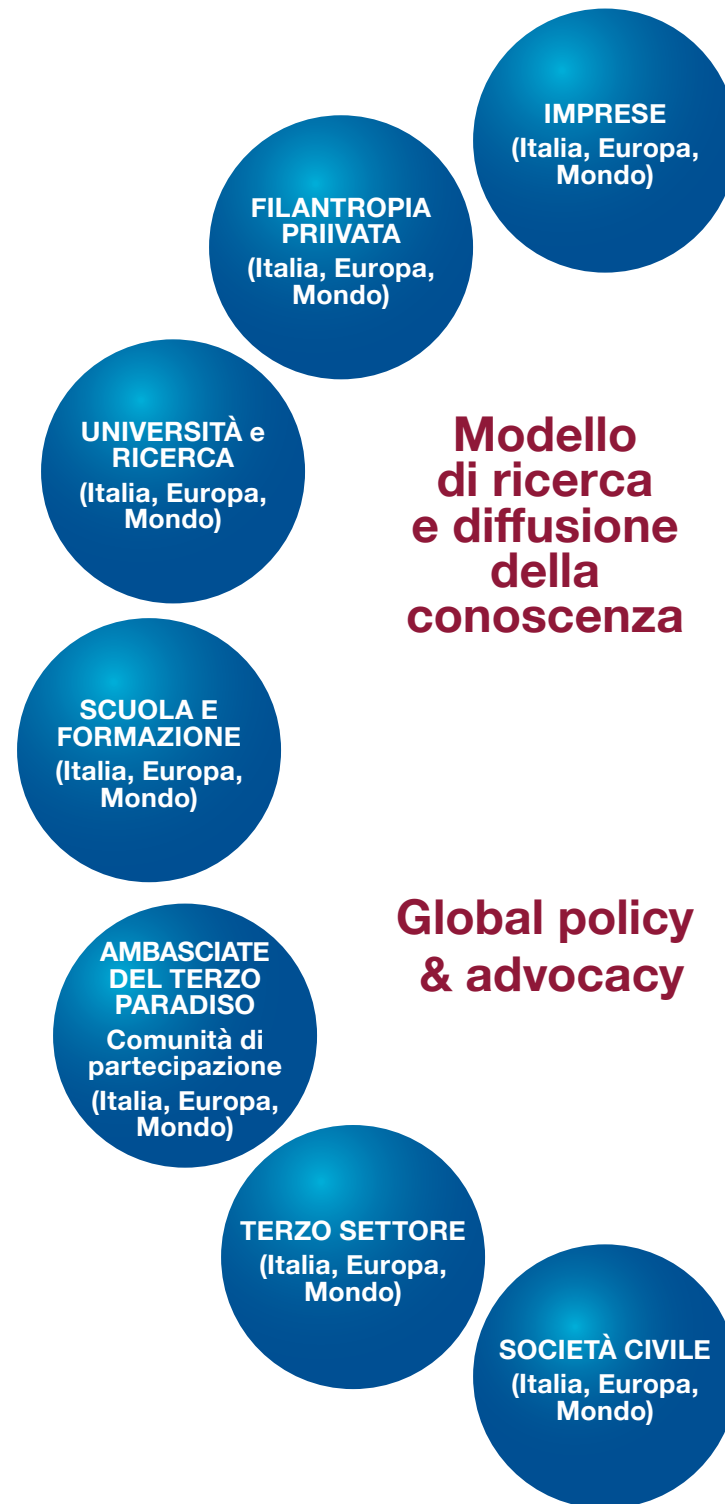 IMPRESE
(Italia, Europa,
Mondo)
FILANTROPIA
PRIIVATA
(Italia, Europa,
Mondo)
UNIVERSITÀ e
RICERCA
(Italia, Europa,
Mondo)
Modello
di ricerca
e diffusione
della
conoscenza
SCUOLA E
FORMAZIONE
(Italia, Europa,
Mondo)
Global policy
& advocacy
AMBASCIATE
DEL TERZO
PARADISO
Comunità di
partecipazione
(Italia, Europa,
Mondo)
TERZO SETTORE
(Italia, Europa,
Mondo)
SOCIETÀ CIVILE
(Italia, Europa,
Mondo)